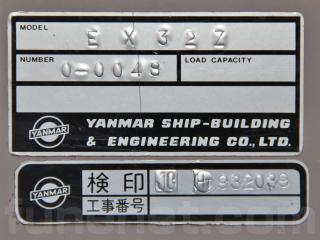 MODEL
EX32Z
NUMBER
0-0048
LOAD CAPACITY
YANMAR
YANMAR SHIP-BUILDING
& ENGINEERING CO., LTD.
YANMAR
検印
工事番号